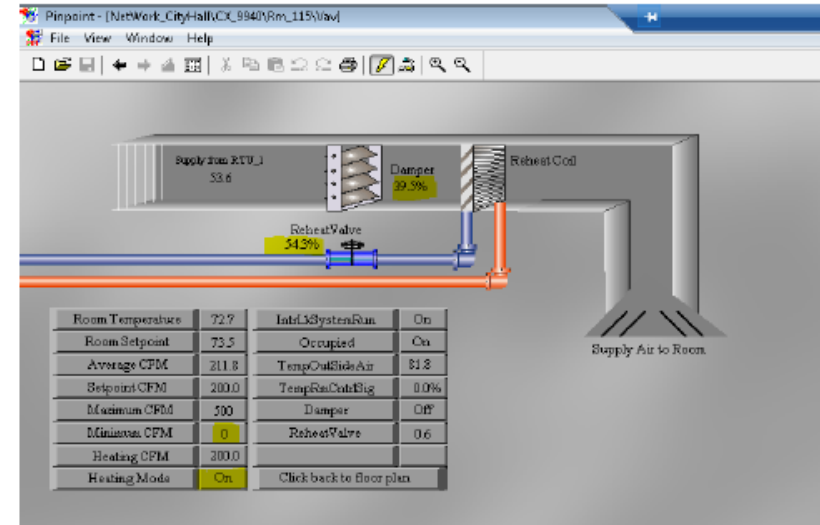 Pinpoint - [NetWork_CityHall\CX_9940\Rm_115\Vav]
File View Window Help
Supply from RTU_1
53.6
Damper
39.5%
Reheat Coil
ReheatValve
54.3%
Supply Air to Room
Room Temperature 72.7 IntrLkSystemRun On
Room Setpoint 73.5 Occupied On
Average CFM 211.8 TempOutSideAir 81.8
Setpoint CFM 200.0 TempRmCntrlSig 0.0%
Maximum CFM 500 Damper Off
Minimum CFM 0 ReheatValve 0.6
Heating CFM 200.0
Heating Mode On Click back to floor plan